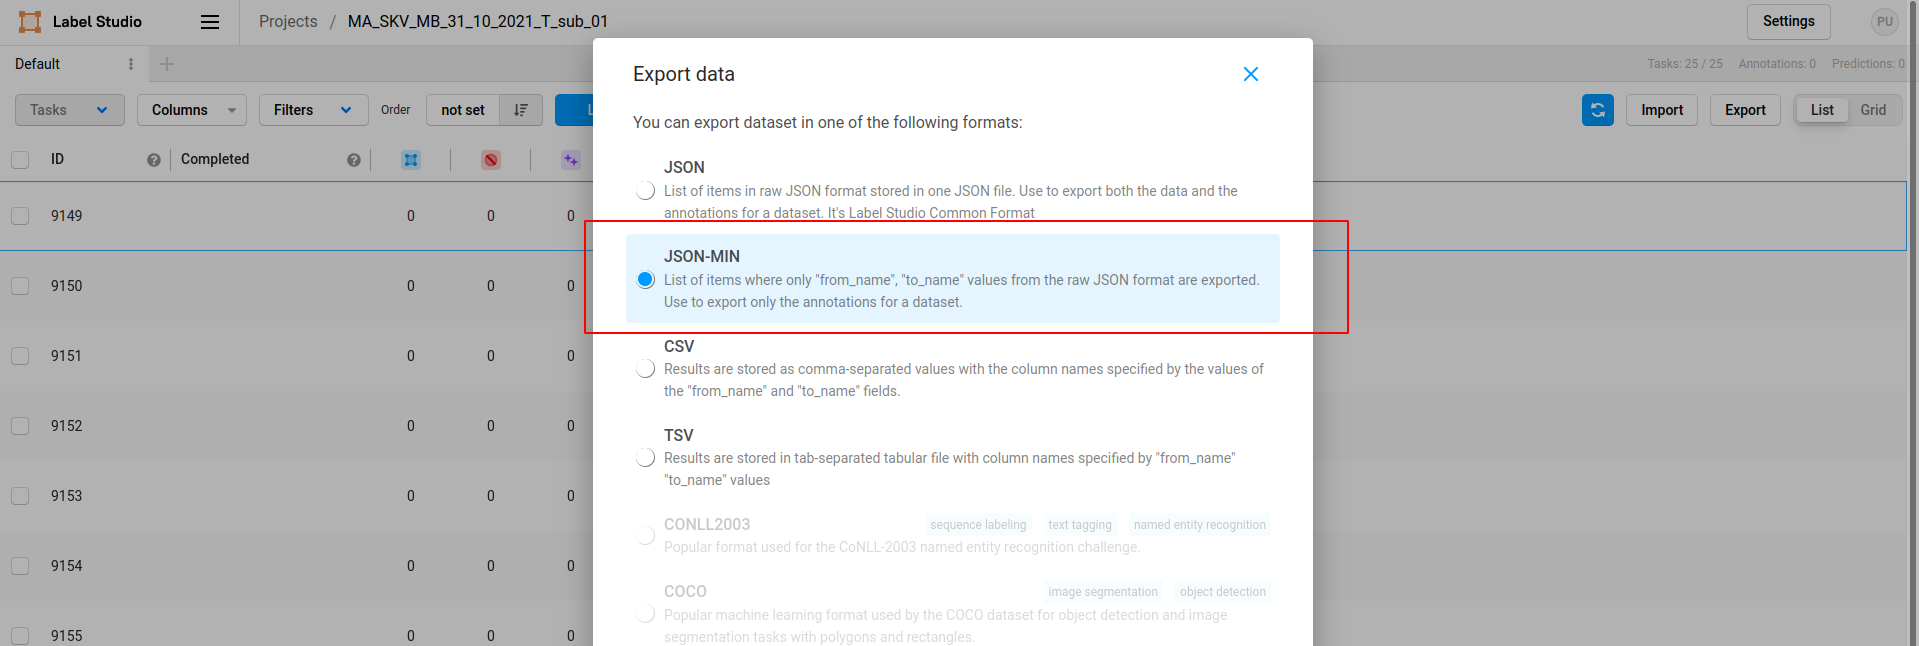 Label Studio
Projects / MA_SKV_MB_31_10_2021_T_sub_01
Settings
PU
Default
Tasks: 25 / 25 Annotations: 0 Predictions: 0
Tasks
Columns
Filters
Order
not set
L
Import
Export
List
Grid
ID
Completed
9149 0 0 0
9150 0 0 0
9151 0 0 0
9152 0 0 0
9153 0 0 0
9154 0 0 0
9155 0 0 0
Export data
You can export dataset in one of the following formats:
JSON
List of items in raw JSON format stored in one JSON file. Use to export both the data and the
annotations for a dataset. It's Label Studio Common Format
JSON-MIN
List of items where only "from_name", "to_name" values from the raw JSON format are exported.
Use to export only the annotations for a dataset.
CSV
Results are stored as comma-separated values with the column names specified by the values of
the "from_name" and "to_name" fields.
TSV
Results are stored in tab-separated tabular file with column names specified by "from_name"
"to_name" values
CONLL2003 sequence labeling text tagging named entity recognition
Popular format used for the CoNLL-2003 named entity recognition challenge.
COCO image segmentation object detection
Popular machine learning format used by the COCO dataset for object detection and image
segmentation tasks with polygons and rectangles.